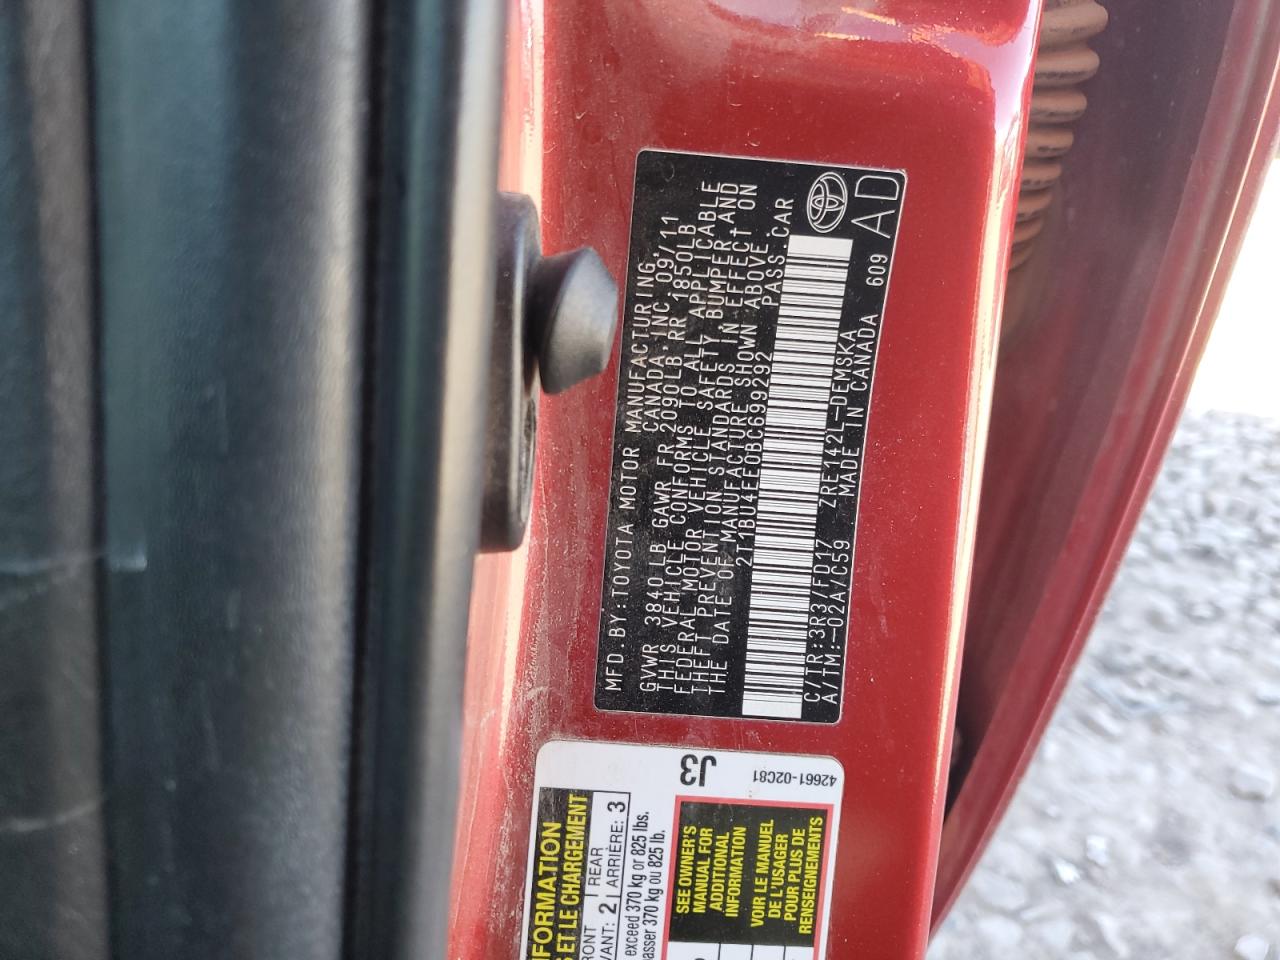 MFD.BY:TOYOTA MOTOR MANUFACTURING
CANADA,INC. 09/11
GVWR 3840 LB GAWR FR 2090 LB RR 1850LB
THIS VEHICLE CONFORMS TO ALL APPLICABLE
FEDERAL MOTOR VEHICLE SAFETY, BUMPER, AND
THEFT PREVENTION STANDARDS IN EFFECT ON
THE DATE OF MANUFACTURE SHOWN ABOVE.
2T1BU4EE0BC699292 PASS.CAR
C/TR:3R3/FD17 ZRE142L-DEMSKA 609
A/TM:-02A/C59 MADE IN CANADA
AD
J3
42661-02C81
REAR
ARRIÈRE: 3
2
ET LE CHARGEMENT
exceed 370 kg or 825 lbs.
370 kg ou 825 lb.
SEE OWNER'S
MANUAL FOR
ADDITIONAL
INFORMATION
VOIR LE MANUEL
DE L'USAGER
POUR PLUS DE
RENSEIGNEMENTS